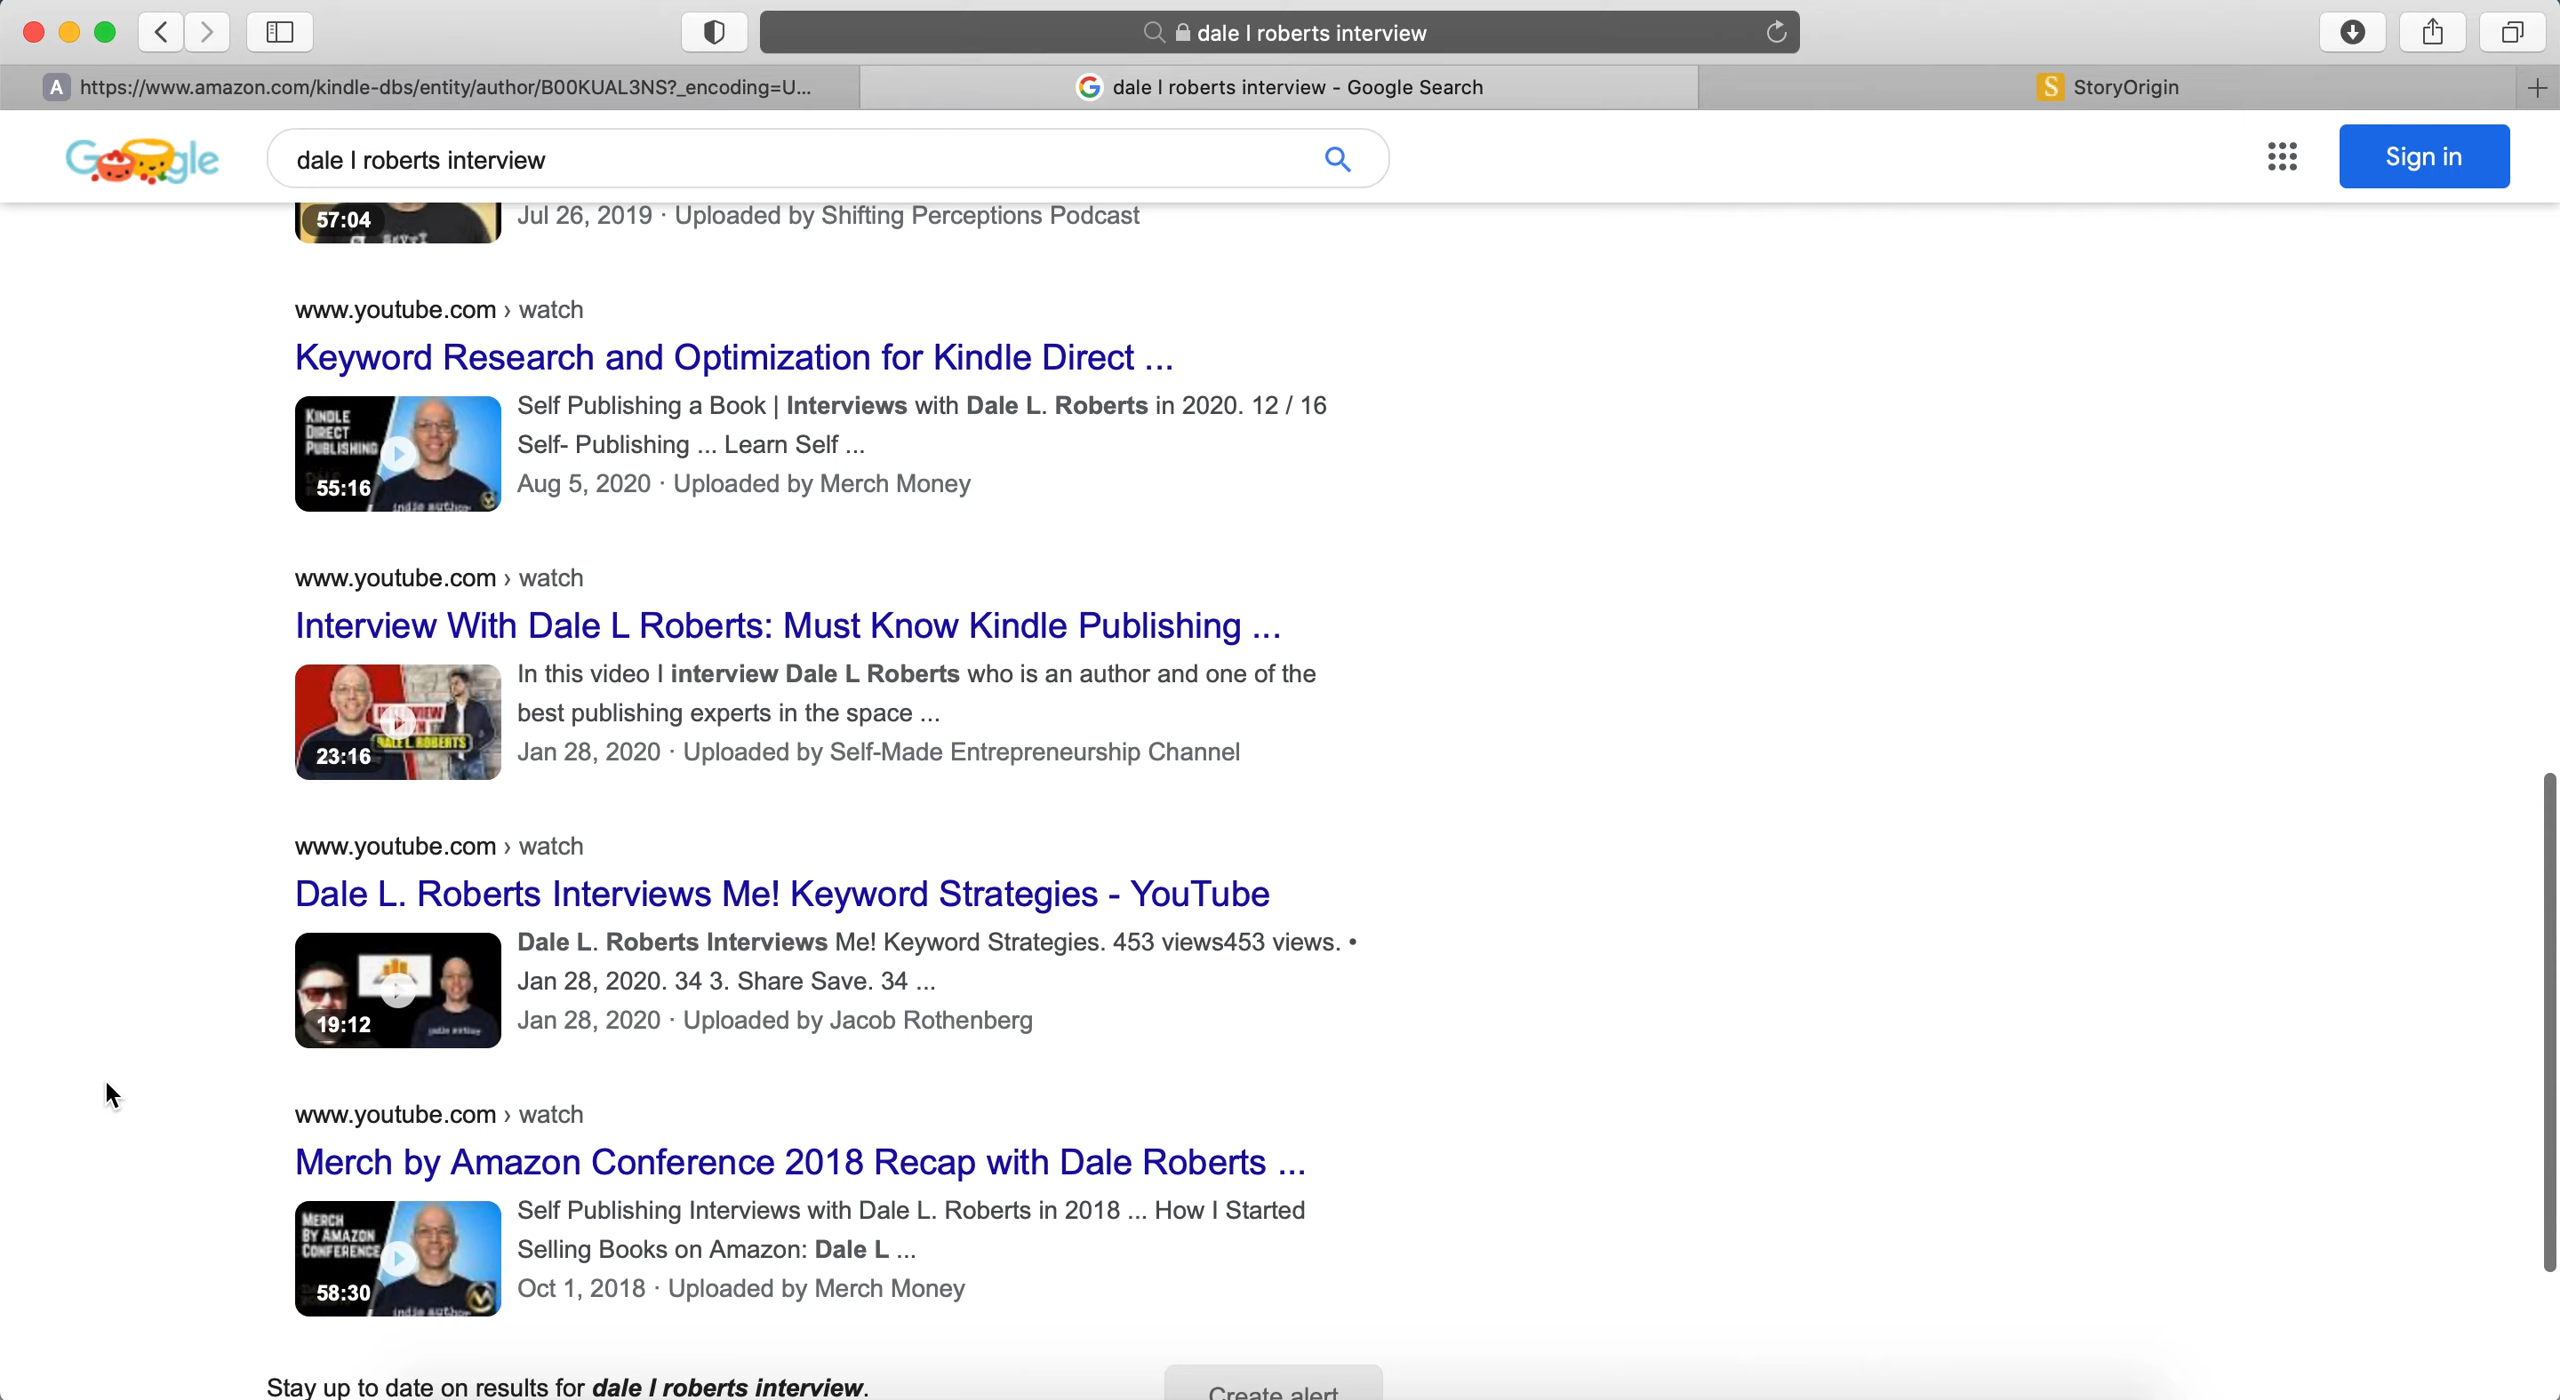 dale l roberts interview
A https://www.amazon.com/kindle-dbs/entity/author/B00KUAL3NS?_encoding=U...
dale l roberts interview - Google Search
S StoryOrigin
Google
dale l roberts interview
Sign in
57:04
Jul 26, 2019 · Uploaded by Shifting Perceptions Podcast
www.youtube.com › watch
Keyword Research and Optimization for Kindle Direct ...
KINDLE
DIRECT
PUBLISHING
55:16
indie author
Self Publishing a Book | Interviews with Dale L. Roberts in 2020. 12 / 16
Self- Publishing ... Learn Self ...
Aug 5, 2020 · Uploaded by Merch Money
www.youtube.com › watch
Interview With Dale L Roberts: Must Know Kindle Publishing ...
DALE L. ROBERTS
23:16
In this video I interview Dale L Roberts who is an author and one of the
best publishing experts in the space ...
Jan 28, 2020 · Uploaded by Self-Made Entrepreneurship Channel
www.youtube.com › watch
Dale L. Roberts Interviews Me! Keyword Strategies - YouTube
19:12
indie author
Dale L. Roberts Interviews Me! Keyword Strategies. 453 views453 views. •
Jan 28, 2020. 34 3. Share Save. 34 ...
Jan 28, 2020 · Uploaded by Jacob Rothenberg
www.youtube.com › watch
Merch by Amazon Conference 2018 Recap with Dale Roberts ...
MERCH
BY AMAZON
CONFERENCE
58:30
indie author
Self Publishing Interviews with Dale L. Roberts in 2018 ... How I Started
Selling Books on Amazon: Dale L ...
Oct 1, 2018 · Uploaded by Merch Money
Stay up to date on results for dale l roberts interview.
Create alert